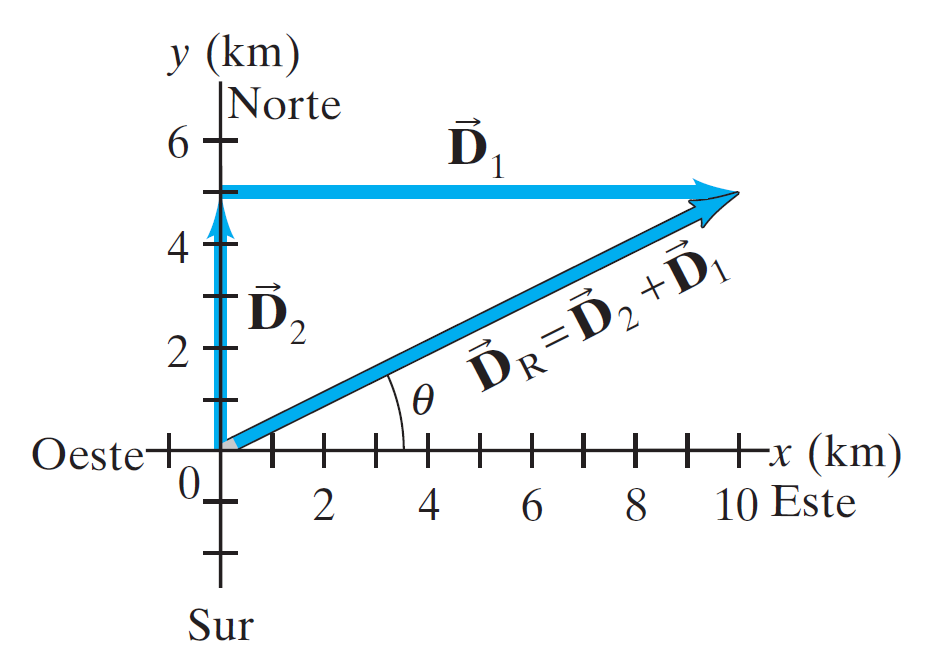 y (km)
Norte
6
D⃗₁
4
D⃗₂
2
D⃗_R = D⃗₂ + D⃗₁
θ
Oeste
x (km)
0
2 4 6 8 10 Este
Sur